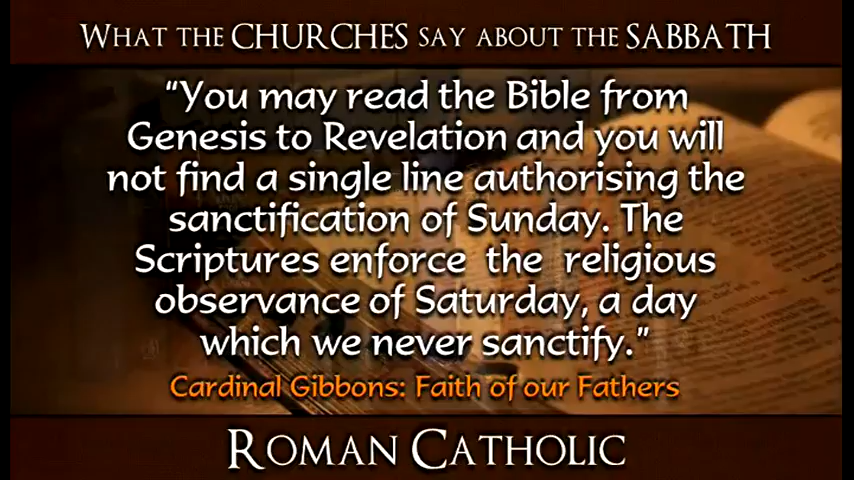 WHAT THE CHURCHES SAY ABOUT THE SABBATH
“You may read the Bible from
Genesis to Revelation and you will
not find a single line authorising the
sanctification of Sunday. The
Scriptures enforce the religious
observance of Saturday, a day
which we never sanctify.”
Cardinal Gibbons: Faith of our Fathers
ROMAN CATHOLIC